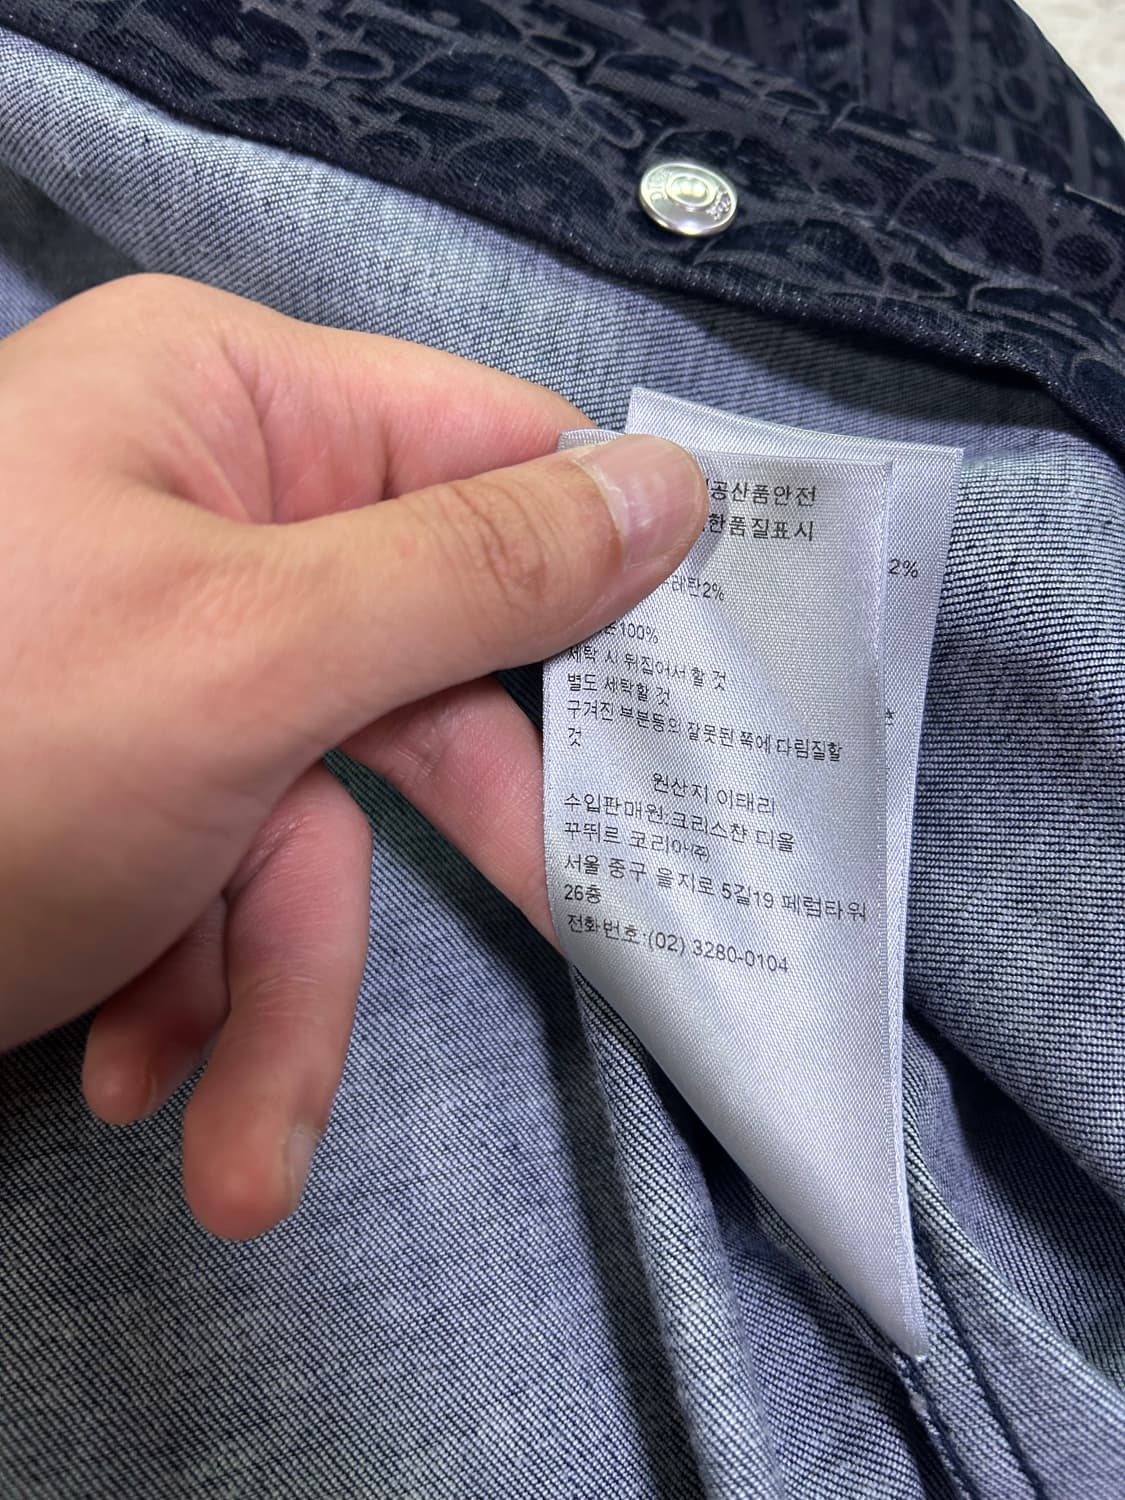 공산품안전
한품질표시
2%
레탄2%
100%
세탁 시 뒤집어서 할 것
별도 세탁할 것
구겨진 부분등의 잘못된 쪽에 다림질할
것
원산지 이태리
수입판매원:크리스챤 디올
꾸뛰르 코리아(주)
서울 중구 을지로 5길19 페럼타워
26층
전화번호:(02) 3280-0104